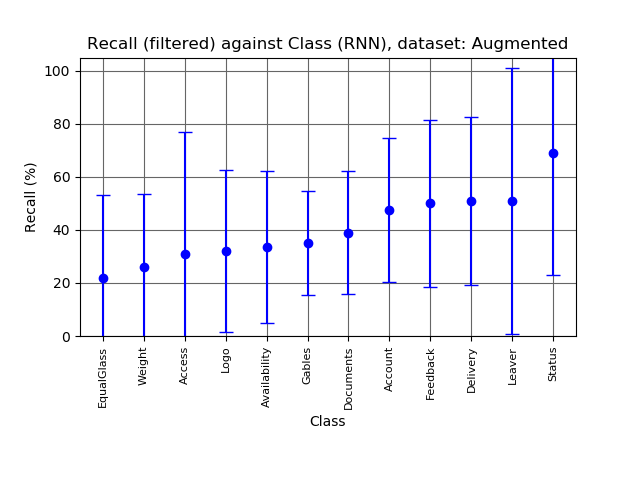 Recall (filtered) against Class (RNN), dataset: Augmented
100
80
60
40
20
0
Recall (%)
EqualGlass
Weight
Access
Logo
Availability
Gables
Documents
Account
Feedback
Delivery
Leaver
Status
Class